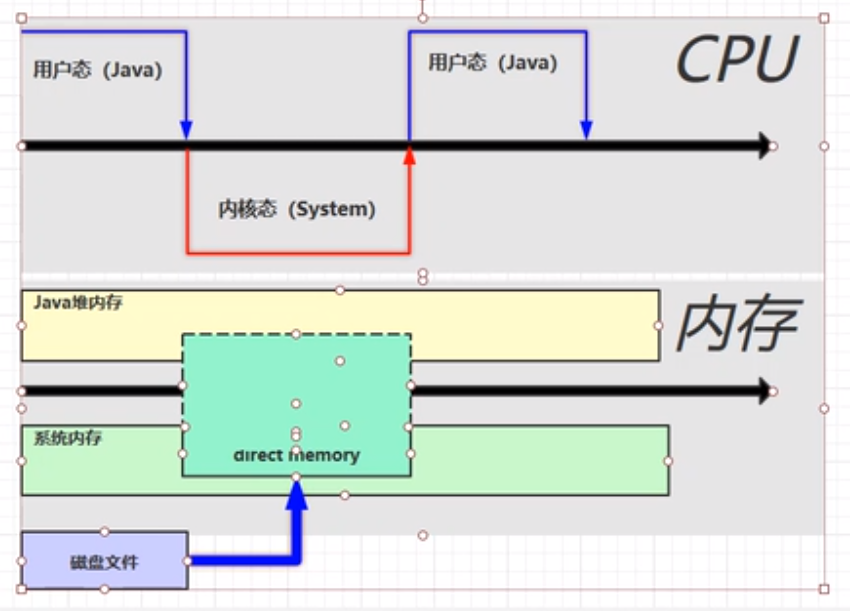 用户态（Java）
用户态（Java）
CPU
内核态（System）
Java堆内存
内存
系统内存
direct memory
磁盘文件